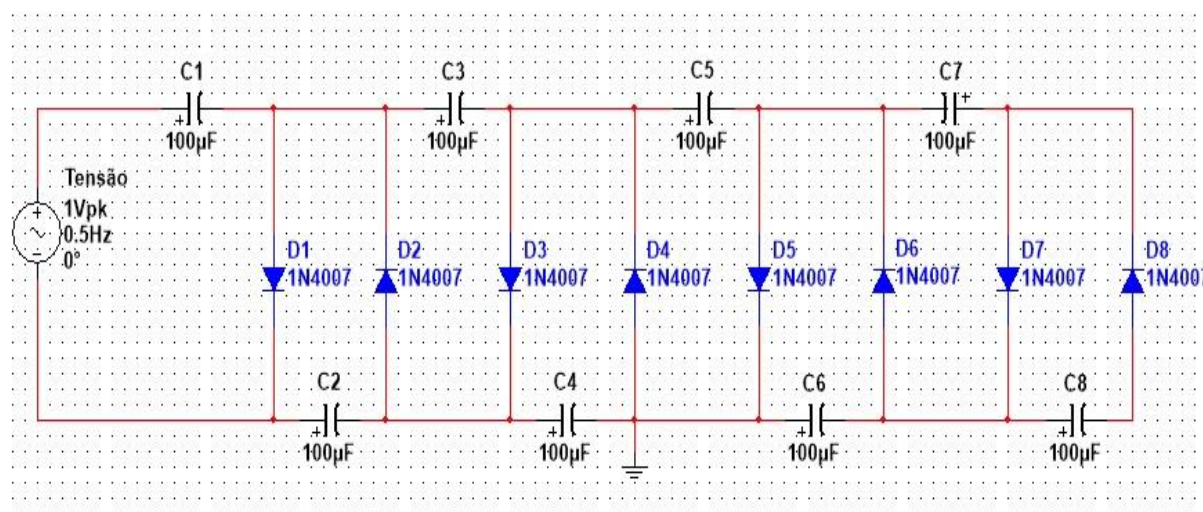 C1
C3
C5
C7
+
100µF
+
100µF
+
100µF
+
100µF
Tensão
1Vpk
0.5Hz
0°
+
~
−
D1
1N4007
D2
1N4007
D3
1N4007
D4
1N4007
D5
1N4007
D6
1N4007
D7
1N4007
D8
C2
C4
C6
C8
+
100µF
+
100µF
+
100µF
+
100µF